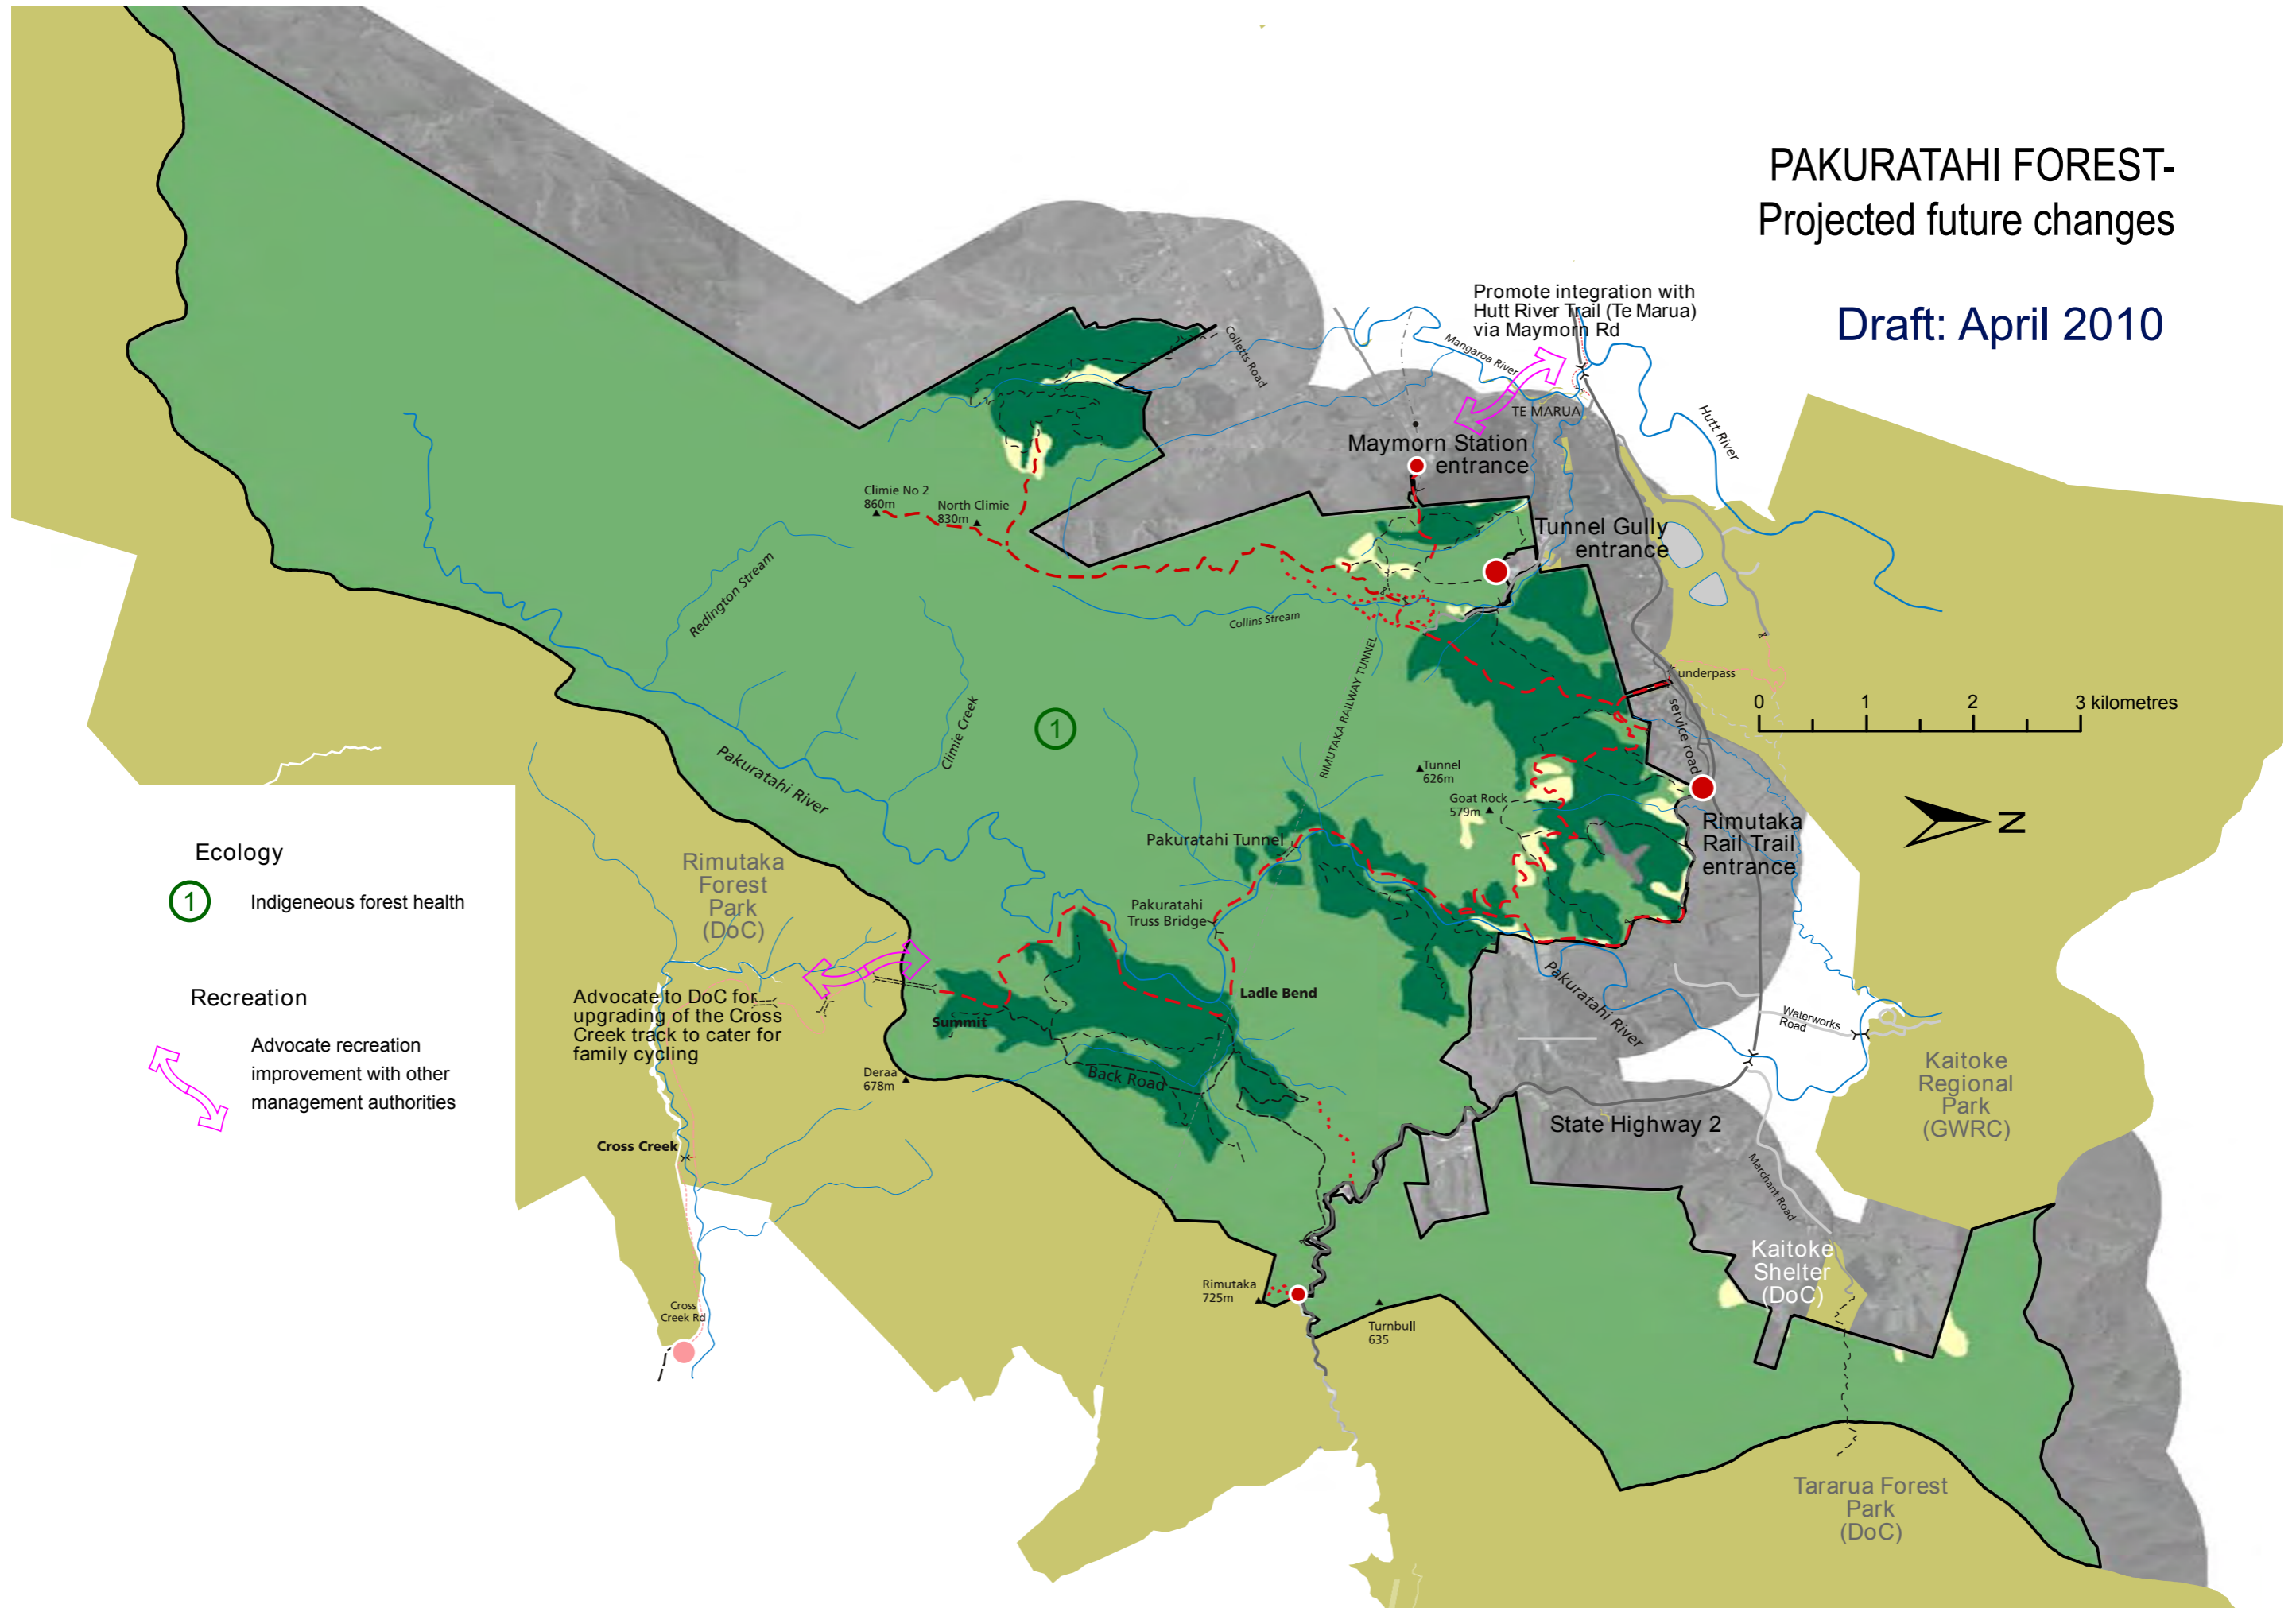 PAKURATAHI FOREST-
Projected future changes
Draft: April 2010
Promote integration with
Hutt River Trail (Te Marua)
via Maymorn Rd
Mangaroa River
Colletts Road
TE MARUA
Hutt River
Maymorn Station
entrance
Climie No 2
860m
North Climie
830m
Tunnel Gully
entrance
Redington Stream
Collins Stream
RIMUTAKA RAILWAY TUNNEL
underpass
service road
0
1
2
3 kilometres
Climie Creek
1
Pakuratahi River
Tunnel
626m
Goat Rock
579m
N
Rimutaka
Rail Trail
entrance
Pakuratahi Tunnel
Ecology
1
Indigeneous forest health
Rimutaka
Forest
Park
(DoC)
Pakuratahi
Truss Bridge
Recreation
Advocate recreation
improvement with other
management authorities
Advocate to DoC for
upgrading of the Cross
Creek track to cater for
family cycling
Ladle Bend
Summit
Pakuratahi River
Waterworks
Road
Deraa
678m
Back Road
Kaitoke
Regional
Park
(GWRC)
State Highway 2
Cross Creek
Marchant Road
Kaitoke
Shelter
(DoC)
Rimutaka
725m
Cross
Creek Rd
Turnbull
635
Tararua Forest
Park
(DoC)